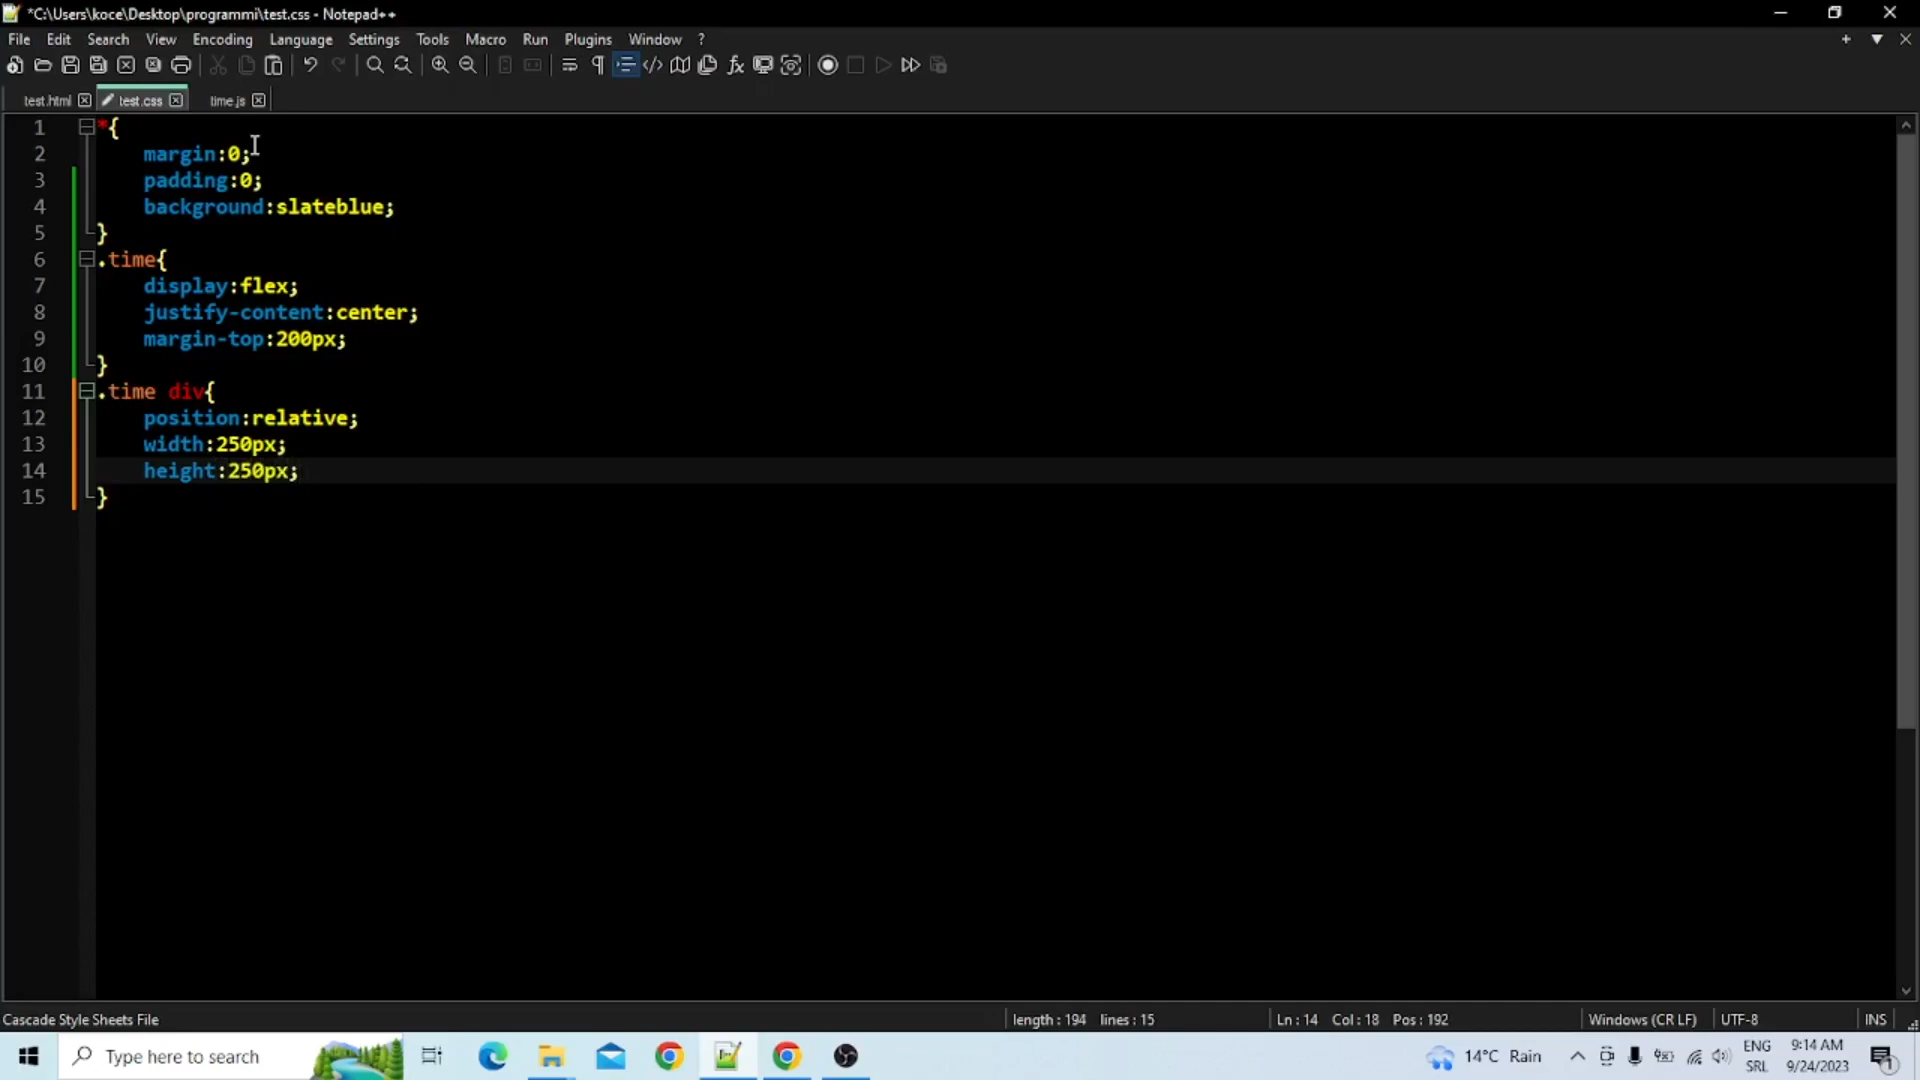 *C:\Users\koce\Desktop\programmi\test.css - Notepad++
File Edit Search View Encoding Language Settings Tools Macro Run Plugins Window ?
test.html test.css time.js
1 *{
2 margin:0;
3 padding:0;
4 background:slateblue;
5 }
6 .time{
7 display:flex;
8 justify-content:center;
9 margin-top:200px;
10 }
11 .time div{
12 position:relative;
13 width:250px;
14 height:250px;
15 }
Cascade Style Sheets File length : 194 lines : 15 Ln : 14 Col : 18 Pos : 192 Windows (CR LF) UTF-8 INS
Type here to search 14°C Rain ENG SRL 9:14 AM 9/24/2023 1